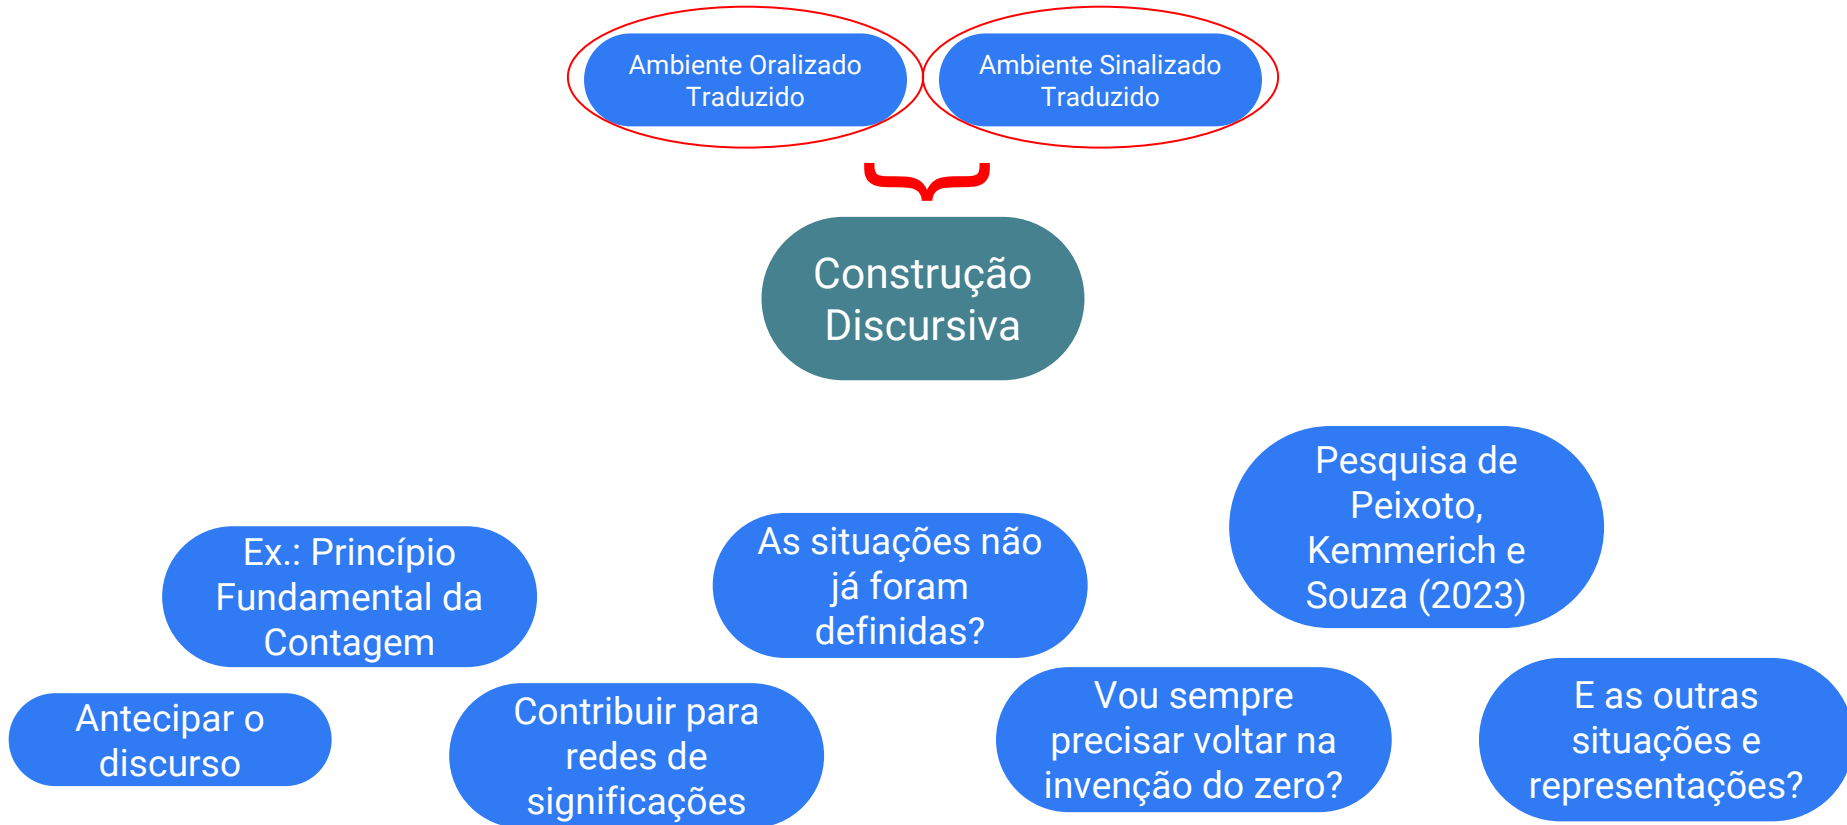 Ambiente Oralizado
Traduzido
Ambiente Sinalizado
Traduzido
Construção
Discursiva
Ex.: Princípio
Fundamental da
Contagem
As situações não
já foram
definidas?
Pesquisa de
Peixoto,
Kemmerich e
Souza (2023)
Antecipar o
discurso
Contribuir para
redes de
significações
Vou sempre
precisar voltar na
invenção do zero?
E as outras
situações e
representações?